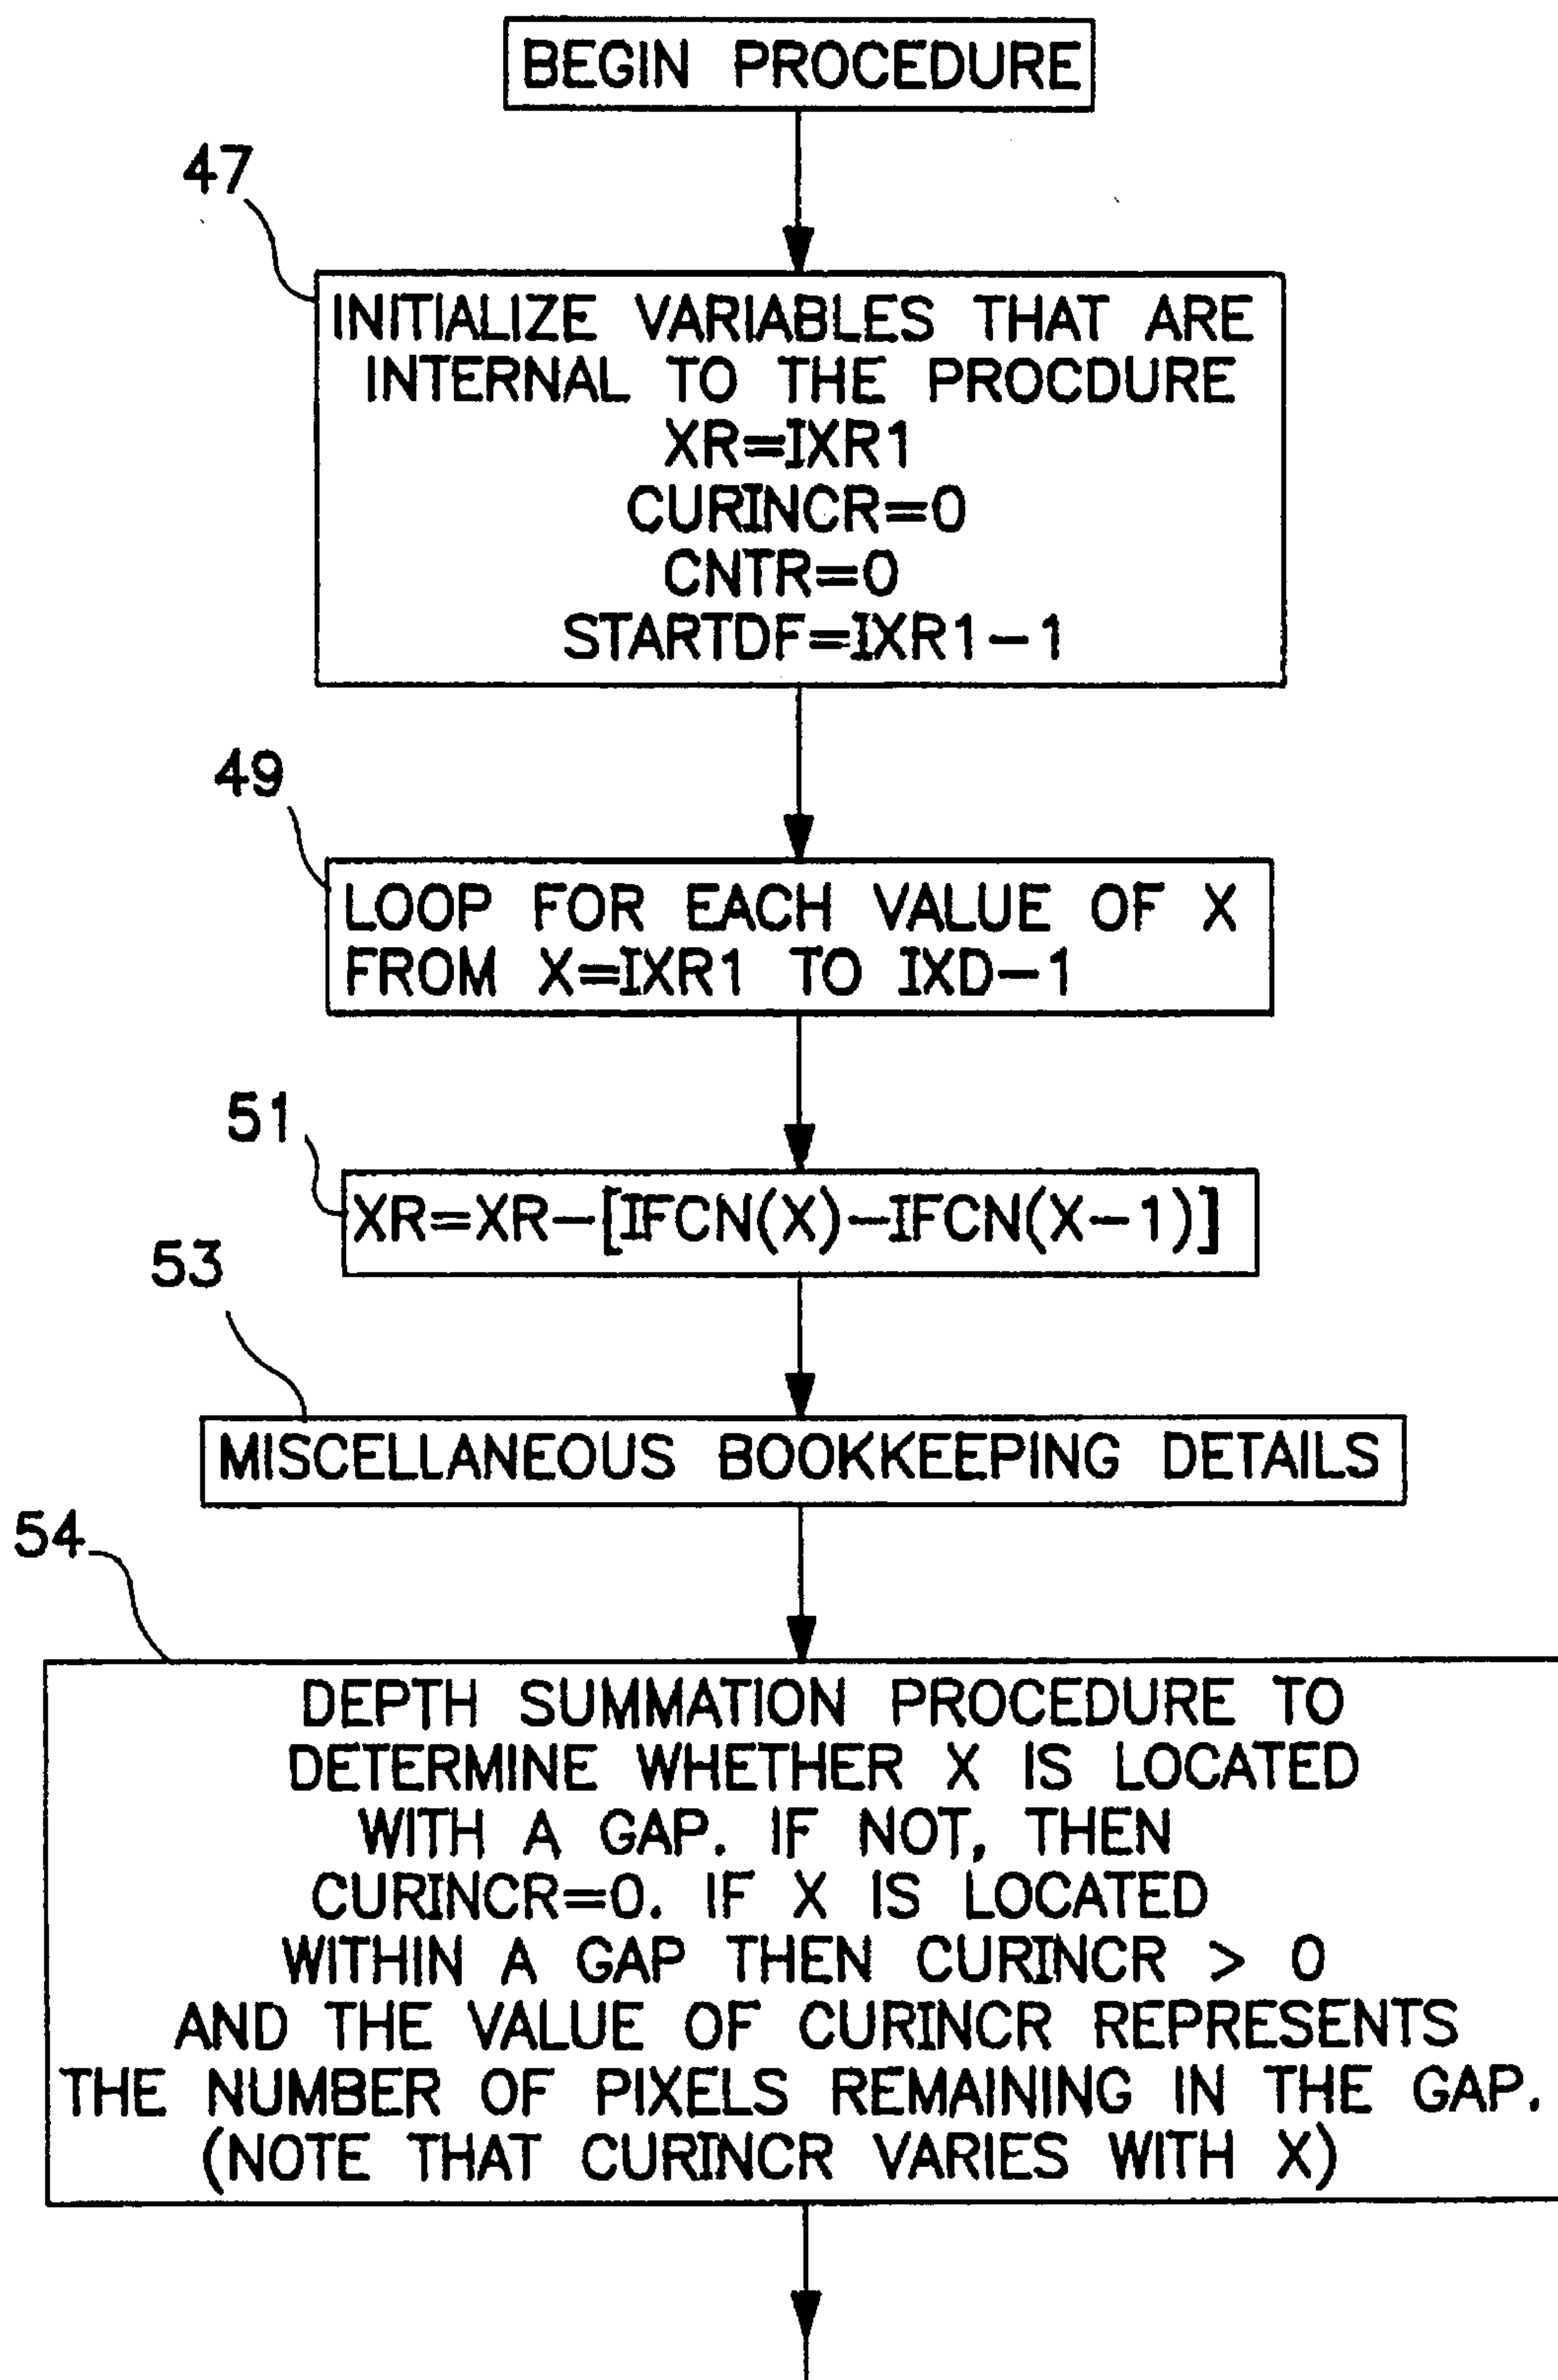 BEGIN PROCEDURE
47
INITIALIZE VARIABLES THAT ARE
INTERNAL TO THE PROCDURE
XR=IXR1
CURINCR=0
CNTR=0
STARTDF=IXR1-1
49
LOOP FOR EACH VALUE OF X
FROM X=IXR1 TO IXD-1
51
XR=XR-[IFCN(X)-IFCN(X-1)]
53
MISCELLANEOUS BOOKKEEPING DETAILS
54
DEPTH SUMMATION PROCEDURE TO
DETERMINE WHETHER X IS LOCATED
WITH A GAP. IF NOT, THEN
CURINCR=0. IF X IS LOCATED
WITHIN A GAP THEN CURINCR > 0
AND THE VALUE OF CURINCR REPRESENTS
THE NUMBER OF PIXELS REMAINING IN THE GAP.
(NOTE THAT CURINCR VARIES WITH X)